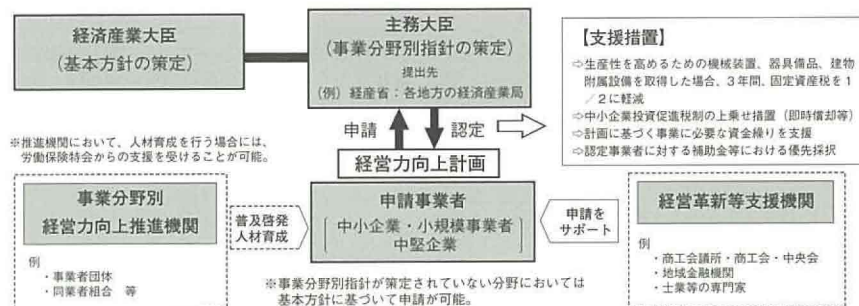 経済産業大臣
(基本方針の策定)
主務大臣
(事業分野別指針の策定)
提出先
(例)経産省：各地方の経済産業局
【支援措置】
⇨生産性を高めるための機械装置、器具備品、建物
附属設備を取得した場合、3年間、固定資産税を1
／2に軽減
⇨中小企業投資促進税制の上乗せ措置（即時償却等）
⇨計画に基づく事業に必要な資金繰りを支援
⇨認定事業者に対する補助金等における優先採択
申請
認定
※推進機関において、人材育成を行う場合には、
労働保険特会からの支援を受けることが可能。
経営力向上計画
事業分野別
経営力向上推進機関
例
・事業者団体
・同業者組合　等
普及啓発
人材育成
申請事業者
中小企業・小規模事業者
中堅企業
申請を
サポート
経営革新等支援機関
例
・商工会議所・商工会・中央会
・地域金融機関
・士業等の専門家
※事業分野別指針が策定されていない分野においては
基本方針に基づいて申請が可能。